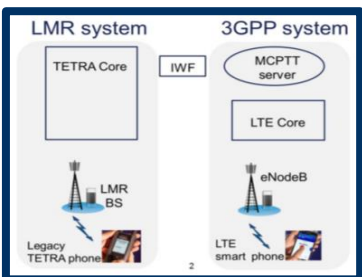 LMR system
3GPP system
TETRA Core
IWF
MCPTT
server
LTE Core
LMR
BS
eNodeB
Legacy
TETRA phone
LTE
smart phone
2